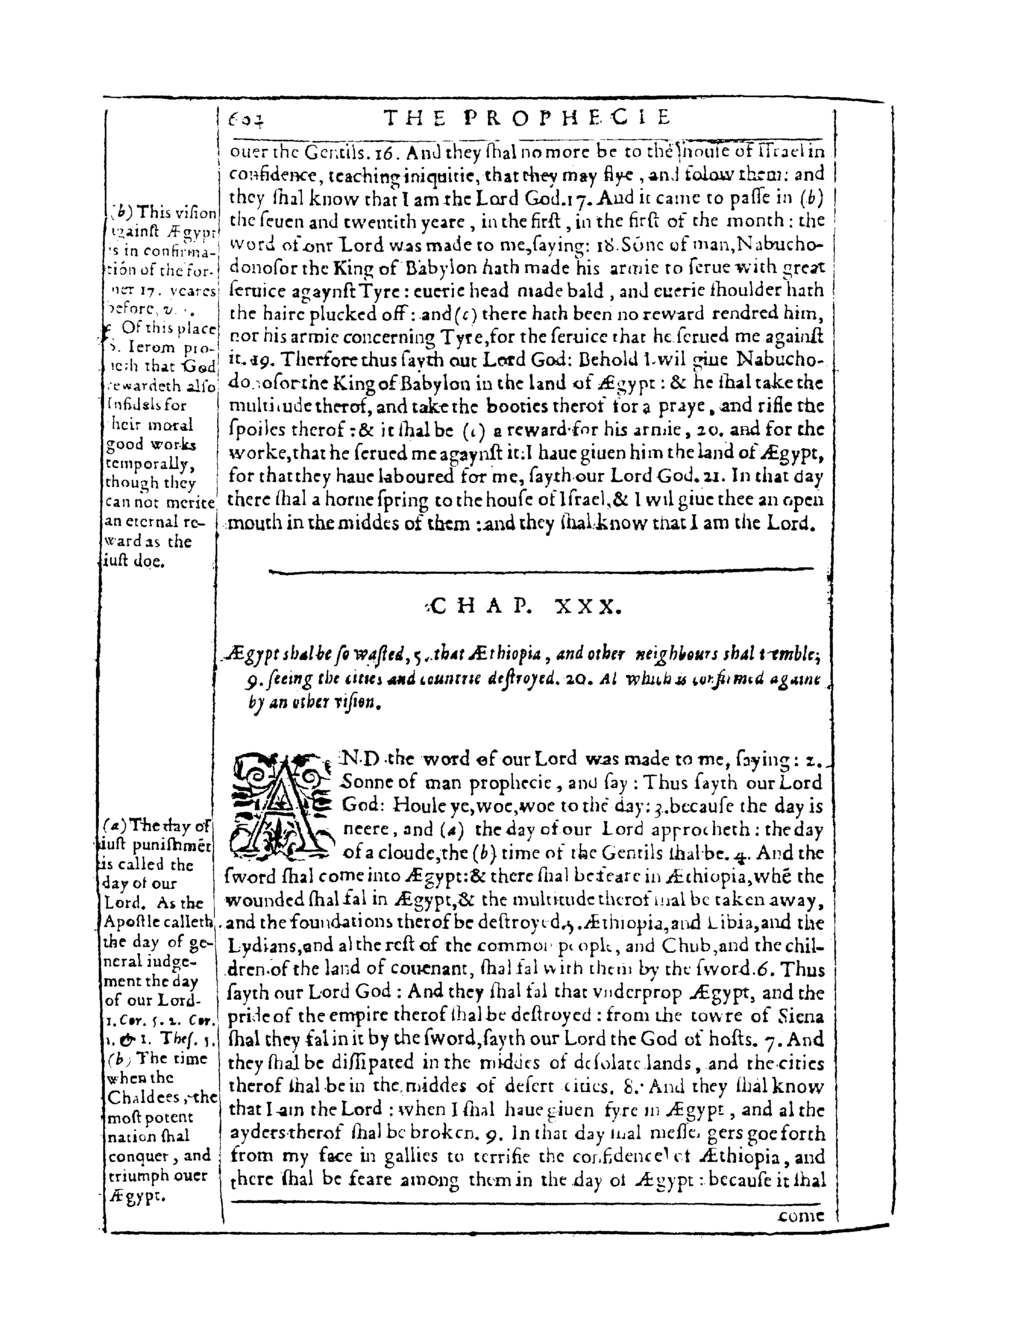 THE PROPHECIE
ouer the Gentils. 16. And they ſhal no more be to the houſe of Iſrael in
confidence, teaching iniquitie, that they may flye, and folow them: and
they ſhal know that I am the Lord God. 17. And it came to paſſe in (b)
the ſeuen and twentith yeare, in the firſt, in the firſt of the month: the
word of our Lord was made to me, ſaying: 18. Sōne of man, Nabucho-
donoſor the King of Babylon hath made his armie to ſerue with great
ſeruice agaynſt Tyre: euerie head made bald, and euerie ſhoulder hath
the haire plucked off: and (c) there hath been no reward rendred him,
nor his armie concerning Tyre, for the ſeruice that he ſerued me againſt
it. 19. Therfore thus ſayth our Lord God: Behold I wil giue Nabucho-
donoſor the King of Babylon in the land of Ægypt: & he ſhal take the
multitude therof, and take the booties therof for a praye, and rifle the
ſpoiles therof: & it ſhal be (c) a reward for his armie, 20. and for the
worke, that he ſerued me agaynſt it: I haue giuen him the land of Ægypt,
for that they haue laboured for me, ſayth our Lord God. 21. In that day
there ſhal a horne ſpring to the houſe of Iſrael, & I wil giue thee an open
mouth in the middes of them: and they ſhal know that I am the Lord.
(b) This viſion
againſt Ægypt
is in confirma-
tiōn of the for-
mer 17. yeares
before, v.
c Of this place
S. Ierom pro-
ueth that God
rewardeth alſo
infidels for
their moral
good workes
temporally,
though they
can not merite
an eternal re-
ward as the
iuſt doe.
CHAP. XXX.
Ægypt shal be ſo waſted, 5. that Æthiopia, and other neighbours shal tremble;
9. ſeeing the cities and countrie deſtroyed. 20. Al which is confirmed againe
by an other viſion.
AND the word of our Lord was made to me, ſaying: 2.
Sonne of man prophecie, and ſay: Thus ſayth our Lord
God: Houle ye, woe, woe to the day: 3. becauſe the day is
neere, and (a) the day of our Lord approcheth: the day
of a cloude, the (b) time of the Gentils ſhal be. 4. And the
ſword ſhal come into Ægypt: & there ſhal be feare in Æthiopia, whē the
wounded ſhal fal in Ægypt, & the multitude therof ſhal be taken away,
and the foundations therof be deſtroyed. 5. Æthiopia, and Libia, and the
Lydians, and al the reſt of the common people, and Chub, and the chil-
dren of the land of couenant, ſhal fal with them by the ſword. 6. Thus
ſayth our Lord God: And they ſhal fal that vnderprop Ægypt, and the
pride of the empire therof ſhal be deſtroyed: from the towre of Siena
ſhal they fal in it by the ſword, ſayth our Lord the God of hoſts. 7. And
they ſhal be diſſipated in the middes of deſolate lands, and the cities
therof ſhal be in the middes of deſert cities. 8. And they ſhal know
that I am the Lord: when I ſhal haue giuen fyre in Ægypt, and al the
ayders therof ſhal be broken. 9. In that day ſhal meſſengers goe forth
from my face in gallies to terrifie the confidence of Æthiopia, and
there ſhal be feare among them in the day of Ægypt: becauſe it ſhal
(a) The day of
iuſt puniſhmēt
is called the
day of our
Lord. As the
Apoſtle calleth
the day of ge-
neral iudge-
ment the day
of our Lord.
1. Cor. 5. 2. Cor.
1. & 1. Theſ. 5.
(b) The time
when the
Chaldees, the
moſt potent
nation ſhal
conquer, and
triumph ouer
Ægypt.
come